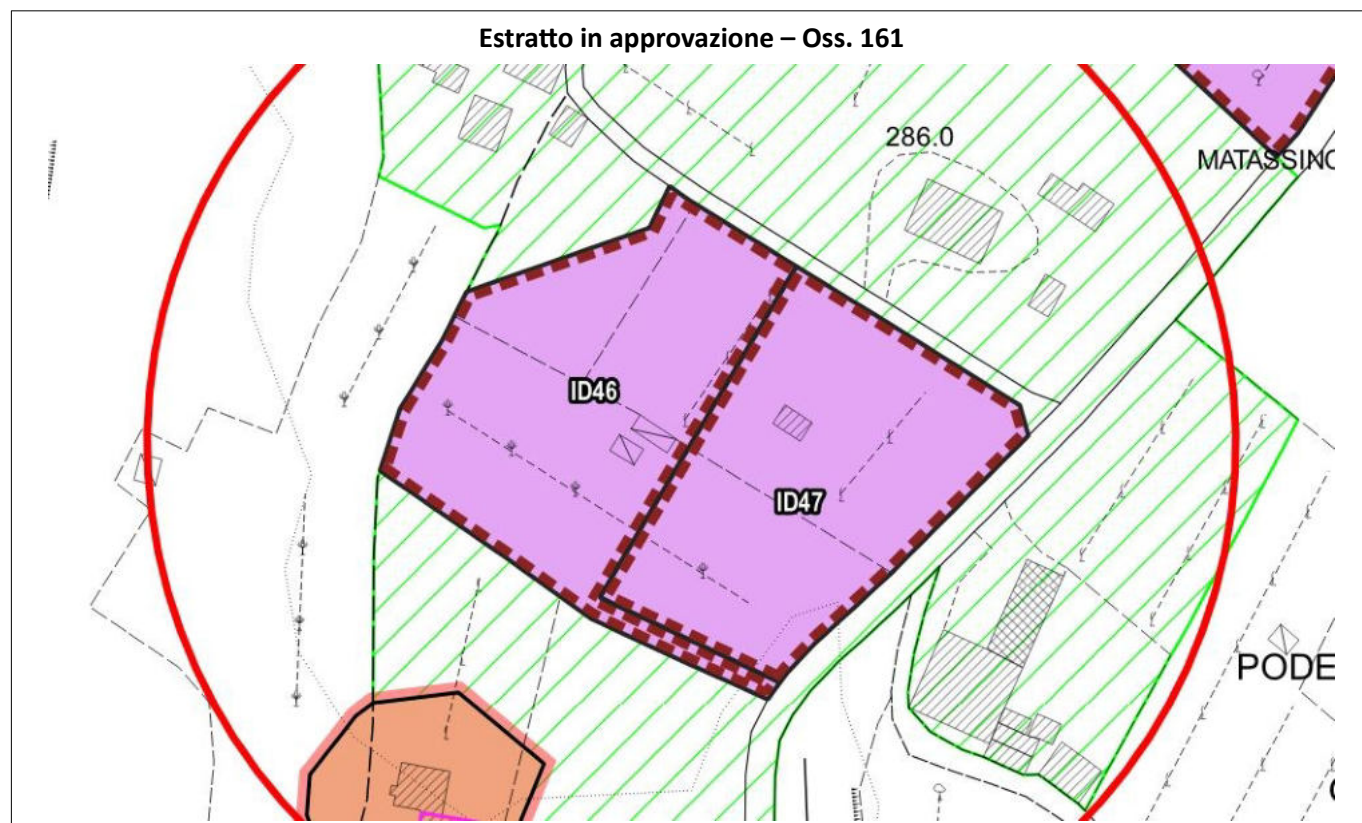 Estratto in approvazione – Oss. 161
286.0
MATASSINO
ID46
ID47
PODE